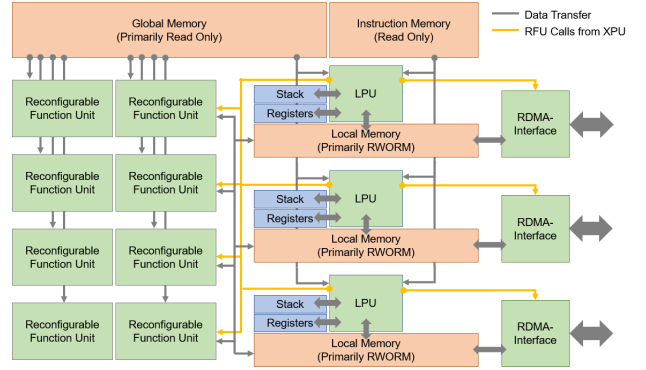 Global Memory
(Primarily Read Only)
Instruction Memory
(Read Only)
Data Transfer
RFU Calls from XPU
Reconfigurable
Function Unit
Reconfigurable
Function Unit
Stack
Registers
LPU
Local Memory
(Primarily RWORM)
RDMA-
Interface
Reconfigurable
Function Unit
Reconfigurable
Function Unit
Stack
Registers
LPU
Local Memory
(Primarily RWORM)
RDMA-
Interface
Reconfigurable
Function Unit
Reconfigurable
Function Unit
Stack
Registers
LPU
Local Memory
(Primarily RWORM)
RDMA-
Interface
Reconfigurable
Function Unit
Reconfigurable
Function Unit